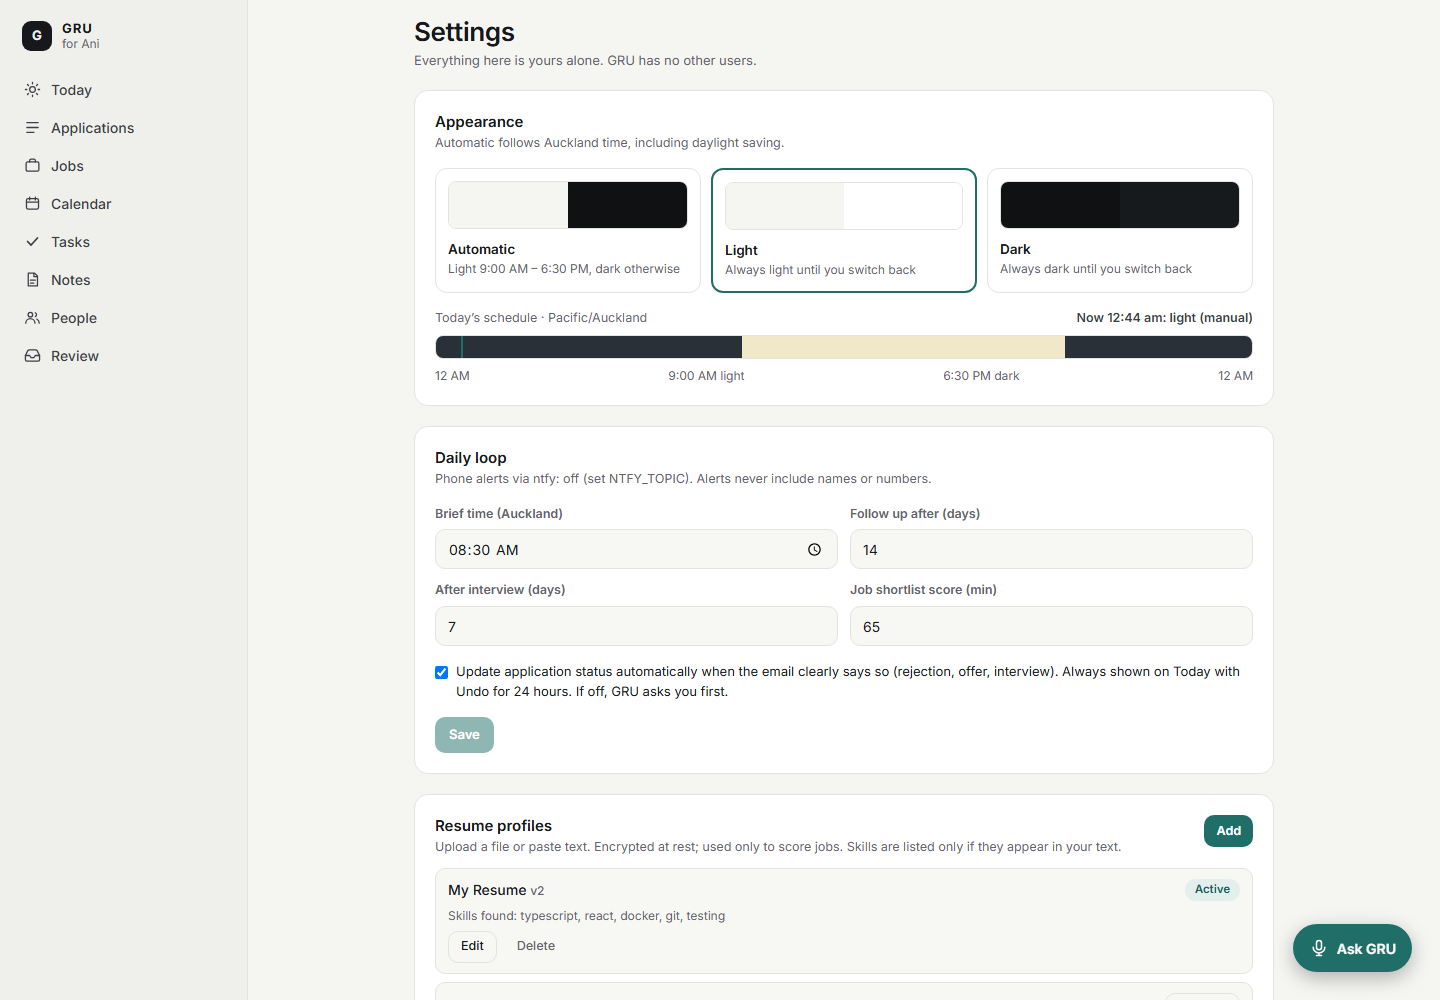 G
GRU
for Ani
Today
Applications
Jobs
Calendar
Tasks
Notes
People
Review
Settings
Everything here is yours alone. GRU has no other users.
Appearance
Automatic follows Auckland time, including daylight saving.
Automatic
Light 9:00 AM – 6:30 PM, dark otherwise
Light
Always light until you switch back
Dark
Always dark until you switch back
Today’s schedule · Pacific/Auckland
Now 12:44 am: light (manual)
12 AM
9:00 AM light
6:30 PM dark
12 AM
Daily loop
Phone alerts via ntfy: off (set NTFY_TOPIC). Alerts never include names or numbers.
Brief time (Auckland)
Follow up after (days)
08:30 AM
14
After interview (days)
Job shortlist score (min)
7
65
Update application status automatically when the email clearly says so (rejection, offer, interview). Always shown on Today with
Undo for 24 hours. If off, GRU asks you first.
Save
Resume profiles
Add
Upload a file or paste text. Encrypted at rest; used only to score jobs. Skills are listed only if they appear in your text.
My Resume v2
Active
Skills found: typescript, react, docker, git, testing
Edit
Delete
Ask GRU